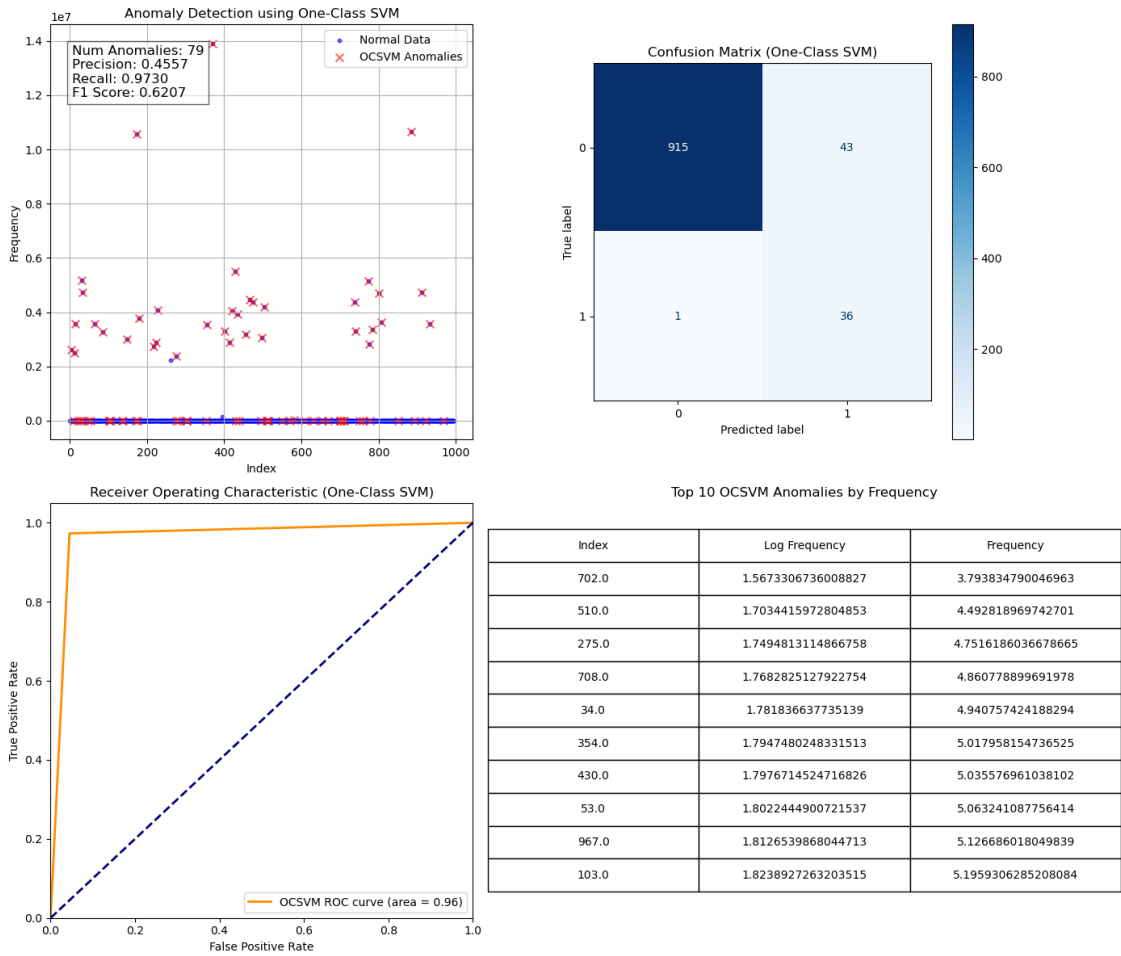 Anomaly Detection using One-Class SVM
1e7
Num Anomalies: 79
Precision: 0.4557
Recall: 0.9730
F1 Score: 0.6207
Normal Data
OCSVM Anomalies
Frequency
1.4
1.2
1.0
0.8
0.6
0.4
0.2
0.0
0 200 400 600 800 1000
Index
Confusion Matrix (One-Class SVM)
True label
0 915 43
1 1 36
0 1
Predicted label
800
600
400
200
Receiver Operating Characteristic (One-Class SVM)
True Positive Rate
1.0
0.8
0.6
0.4
0.2
0.0
0.0 0.2 0.4 0.6 0.8 1.0
False Positive Rate
OCSVM ROC curve (area = 0.96)
Top 10 OCSVM Anomalies by Frequency
Index Log Frequency Frequency
702.0 1.5673306736008827 3.793834790046963
510.0 1.7034415972804853 4.492818969742701
275.0 1.7494813114866758 4.7516186036678665
708.0 1.7682825127922754 4.860778899691978
34.0 1.781836637735139 4.940757424188294
354.0 1.7947480248331513 5.017958154736525
430.0 1.7976714524716826 5.035576961038102
53.0 1.8022444900721537 5.063241087756414
967.0 1.8126539868044713 5.126686018049839
103.0 1.8238927263203515 5.1959306285208084